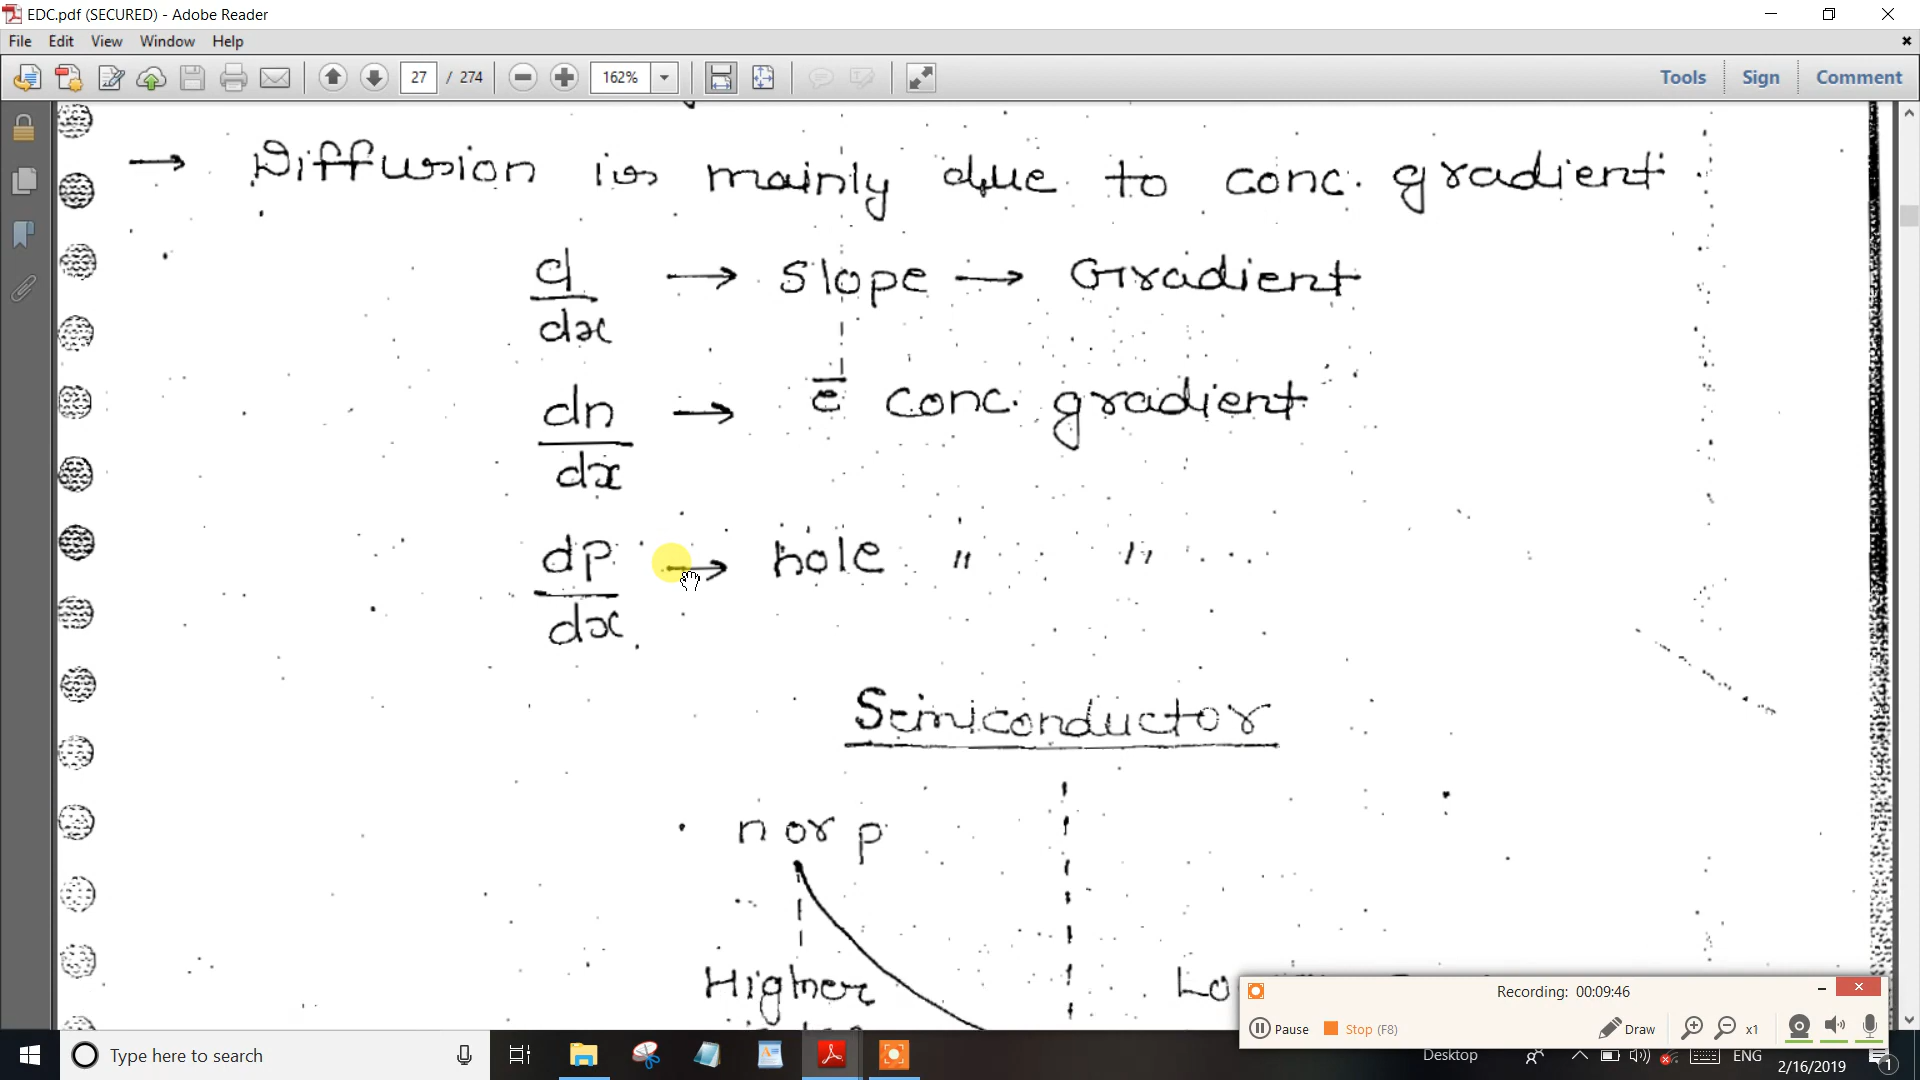 EDC.pdf (SECURED) - Adobe Reader
File Edit View Window Help
27 / 274 162% Tools Sign Comment
→ Diffusion is mainly due to conc. gradient
d/dx → Slope → Gradient
dn/dx → e̅ conc. gradient
dp/dx → hole " "
Semiconductor
n or p
Higher
Recording: 00:09:46
Pause Stop (F8) Draw x1
Type here to search
Desktop ENG
2/16/2019
1